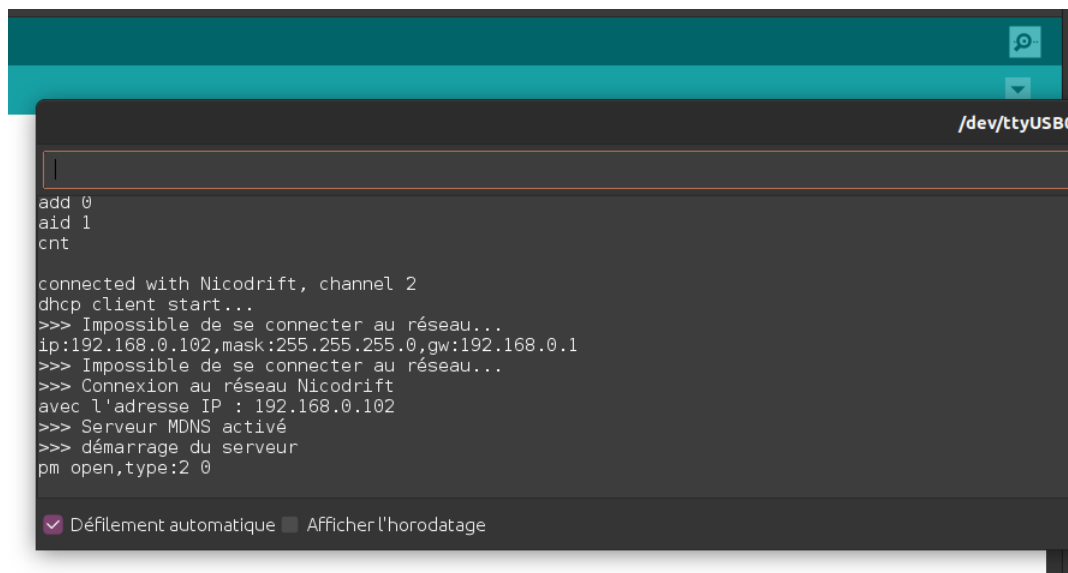 /dev/ttyUSB
add 0
aid 1
cnt
connected with Nicodrift, channel 2
dhcp client start...
>>> Impossible de se connecter au réseau...
ip:192.168.0.102,mask:255.255.255.0,gw:192.168.0.1
>>> Impossible de se connecter au réseau...
>>> Connexion au réseau Nicodrift
avec l'adresse IP : 192.168.0.102
>>> Serveur MDNS activé
>>> démarrage du serveur
pm open,type:2 0
Défilement automatique Afficher l'horodatage